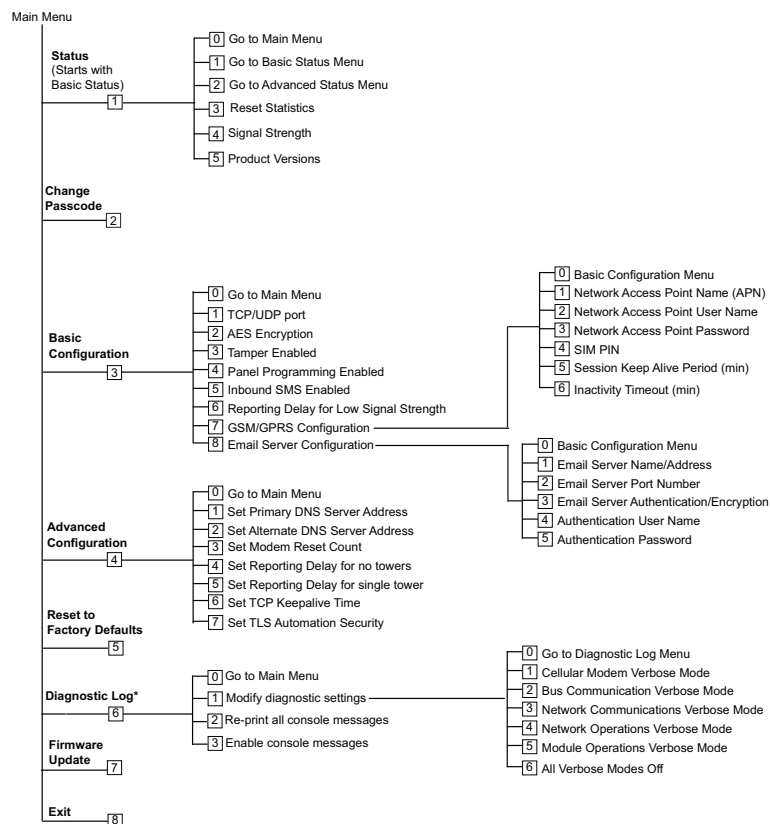 Main Menu
Status
(Starts with
Basic Status)
1
0 Go to Main Menu
1 Go to Basic Status Menu
2 Go to Advanced Status Menu
3 Reset Statistics
4 Signal Strength
5 Product Versions
Change
Passcode
2
Basic
Configuration
3
0 Go to Main Menu
1 TCP/UDP port
2 AES Encryption
3 Tamper Enabled
4 Panel Programming Enabled
5 Inbound SMS Enabled
6 Reporting Delay for Low Signal Strength
7 GSM/GPRS Configuration
8 Email Server Configuration
0 Basic Configuration Menu
1 Network Access Point Name (APN)
2 Network Access Point User Name
3 Network Access Point Password
4 SIM PIN
5 Session Keep Alive Period (min)
6 Inactivity Timeout (min)
0 Basic Configuration Menu
1 Email Server Name/Address
2 Email Server Port Number
3 Email Server Authentication/Encryption
4 Authentication User Name
5 Authentication Password
Advanced
Configuration
4
0 Go to Main Menu
1 Set Primary DNS Server Address
2 Set Alternate DNS Server Address
3 Set Modem Reset Count
4 Set Reporting Delay for no towers
5 Set Reporting Delay for single tower
6 Set TCP Keepalive Time
7 Set TLS Automation Security
Reset to
Factory Defaults
5
Diagnostic Log*
6
0 Go to Main Menu
1 Modify diagnostic settings
2 Re-print all console messages
3 Enable console messages
0 Go to Diagnostic Log Menu
1 Cellular Modem Verbose Mode
2 Bus Communication Verbose Mode
3 Network Communications Verbose Mode
4 Network Operations Verbose Mode
5 Module Operations Verbose Mode
6 All Verbose Modes Off
Firmware
Update
7
Exit
8